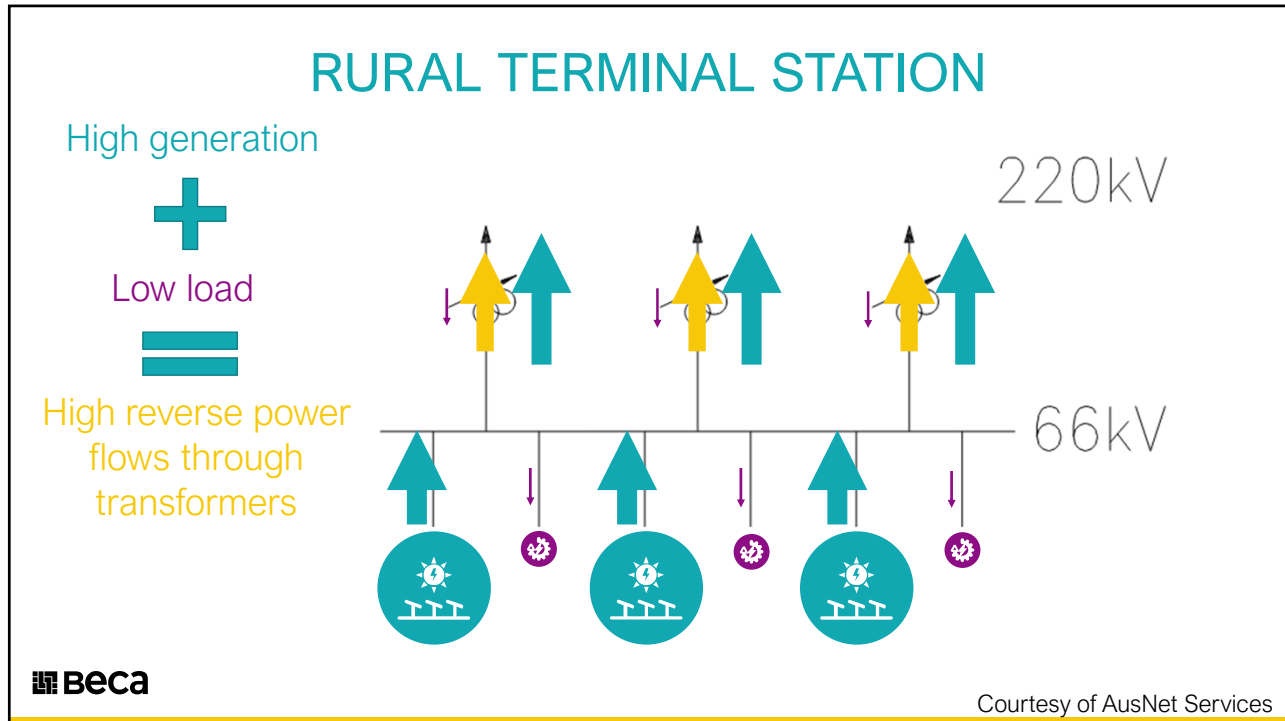 RURAL TERMINAL STATION
High generation
Low load
High reverse power
flows through
transformers
220kV
66kV
Beca
Courtesy of AusNet Services